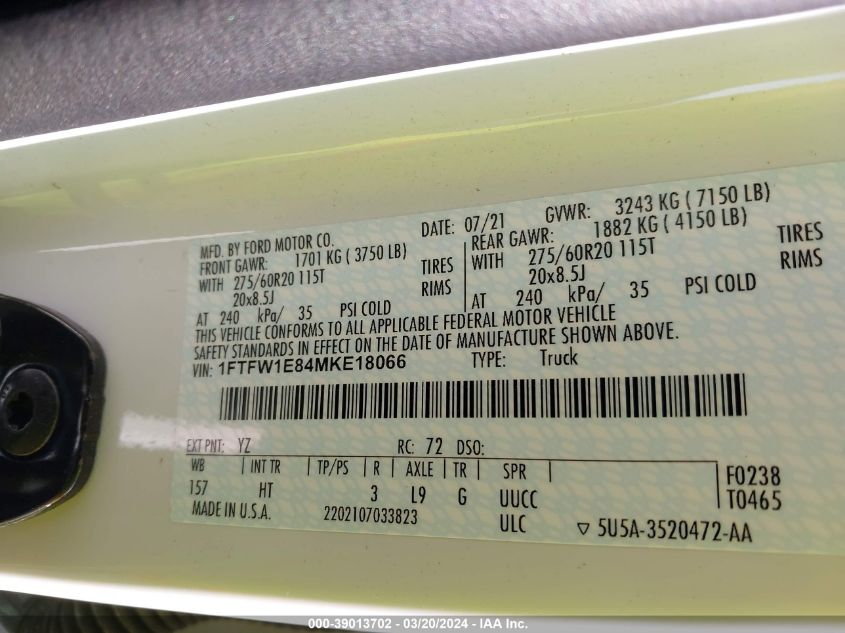 MFD. BY FORD MOTOR CO. DATE: 07/21 GVWR: 3243 KG ( 7150 LB)
FRONT GAWR: 1701 KG ( 3750 LB) REAR GAWR: 1882 KG ( 4150 LB)
WITH 275/60R20 115T TIRES WITH 275/60R20 115T TIRES
20x8.5J RIMS 20x8.5J RIMS
AT 240 kPa/ 35 PSI COLD AT 240 kPa/ 35 PSI COLD
THIS VEHICLE CONFORMS TO ALL APPLICABLE FEDERAL MOTOR VEHICLE
SAFETY STANDARDS IN EFFECT ON THE DATE OF MANUFACTURE SHOWN ABOVE.
VIN: 1FTFW1E84MKE18066 TYPE: Truck
EXT PNT: YZ RC: 72 DSO:
WB INT TR TP/PS R AXLE TR SPR F0238
157 HT 3 L9 G UUCC T0465
MADE IN U.S.A. 2202107033823 ULC ▽ 5U5A-3520472-AA
000-39013702 - 03/20/2024 - IAA Inc.